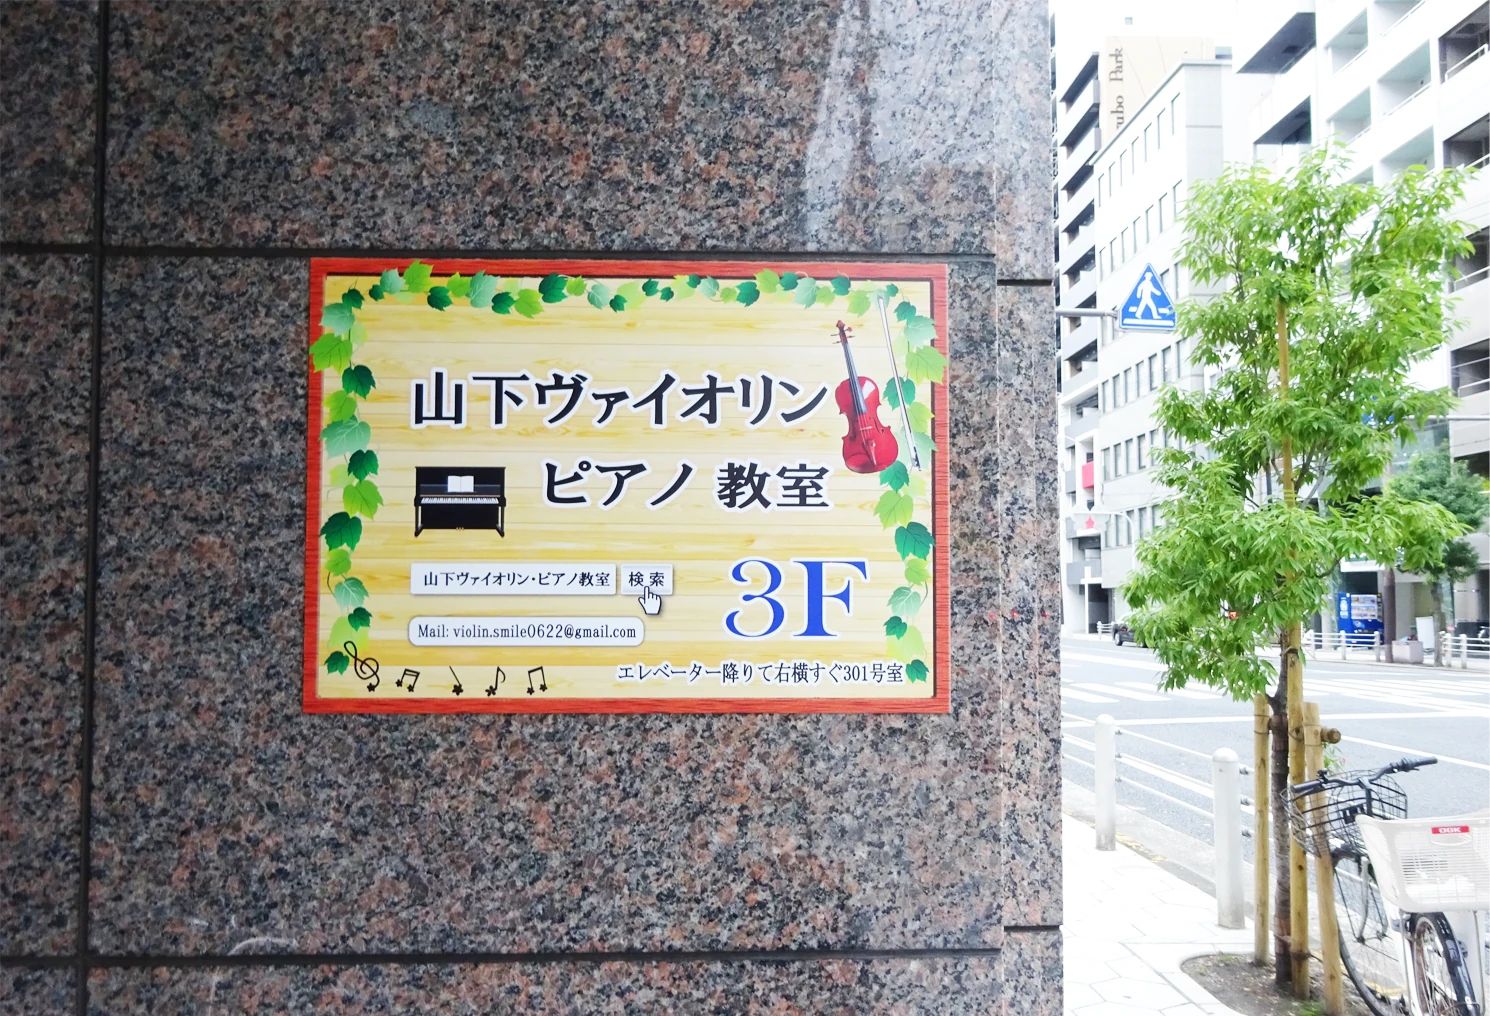 山下ヴァイオリン
ピアノ 教室
山下ヴァイオリン・ピアノ教室 検索
3F
Mail: violin.smile0622@gmail.com
エレベーター降りて右横すぐ301号室
Park
OGK